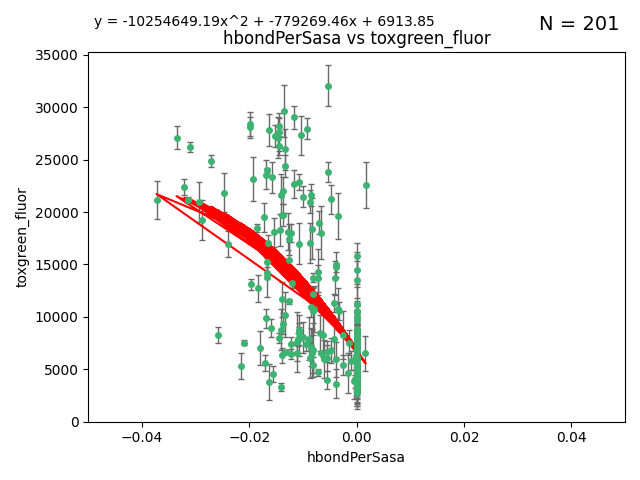 y = -10254649.19x^2 + -779269.46x + 6913.85
N = 201
hbondPerSasa vs toxgreen_fluor
35000
30000
25000
20000
15000
10000
5000
0
toxgreen_fluor
−0.04
−0.02
0.00
0.02
0.04
hbondPerSasa